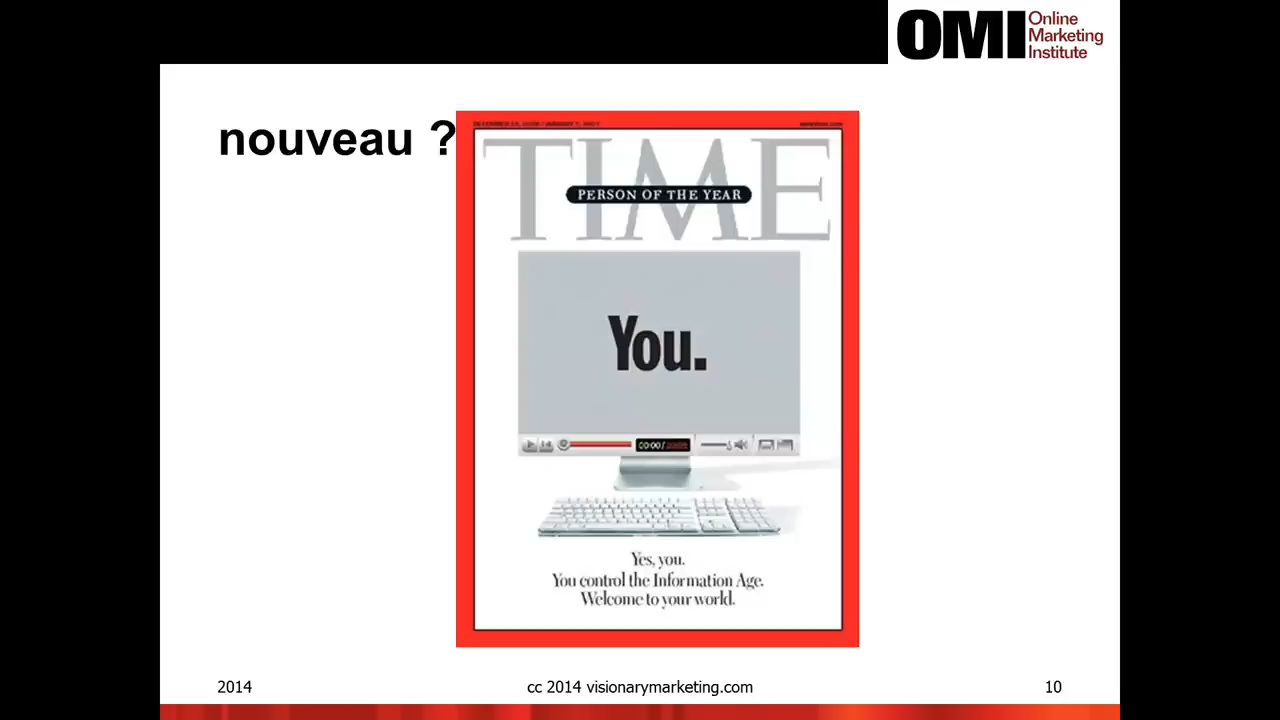 OMI Online
Marketing
Institute
nouveau ?
TIME
PERSON OF THE YEAR
You.
Yes, you.
You control the Information Age.
Welcome to your world.
2014
cc 2014 visionarymarketing.com
10